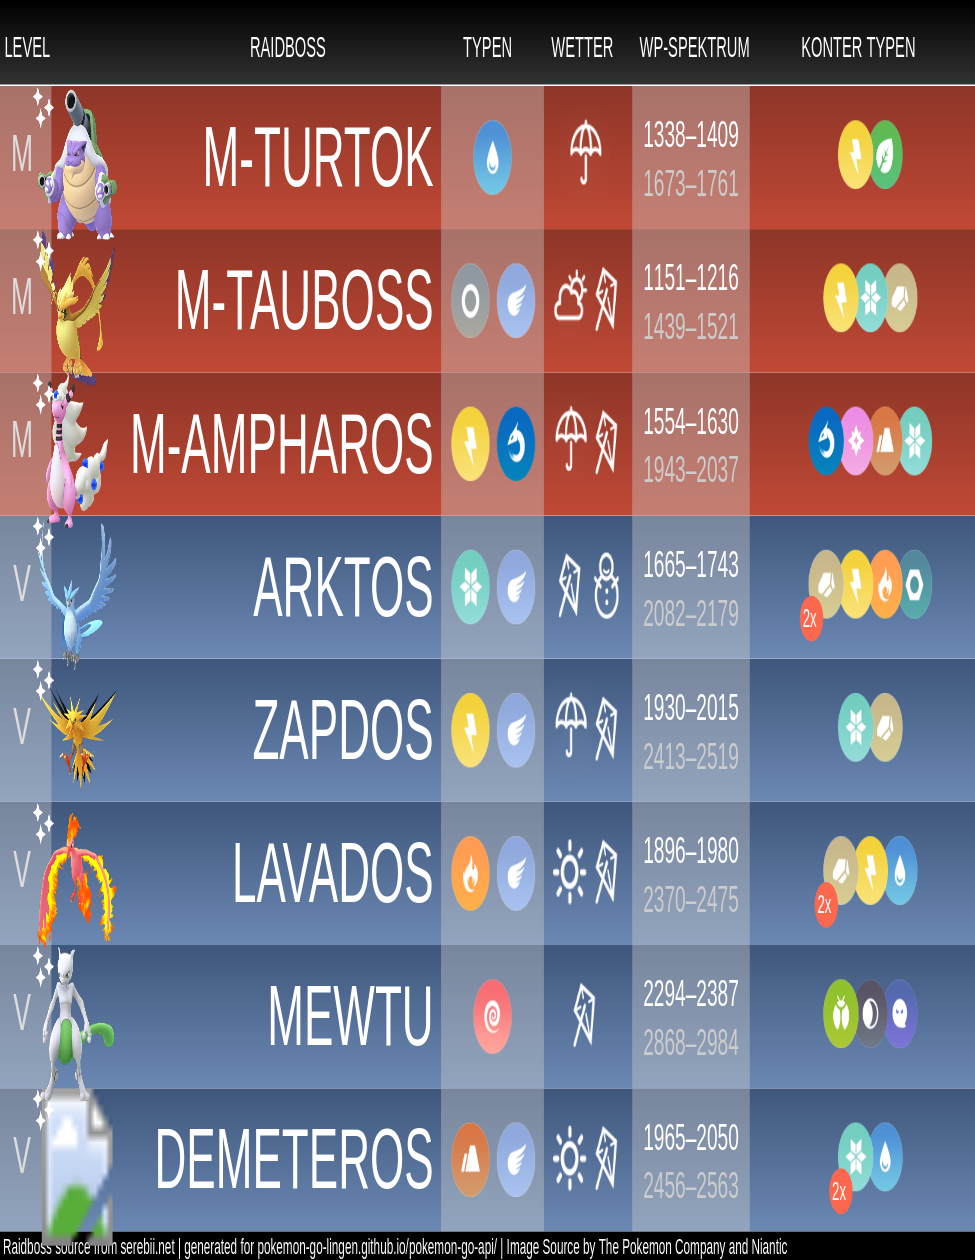 LEVEL RAIDBOSS TYPEN WETTER WP-SPEKTRUM KONTER TYPEN
M M-TURTOK 1338–1409
1673–1761
M M-TAUBOSS 1151–1216
1439–1521
M M-AMPHAROS 1554–1630
1943–2037
V ARKTOS 1665–1743
2082–2179
2x
V ZAPDOS 1930–2015
2413–2519
V LAVADOS 1896–1980
2370–2475
2x
V MEWTU 2294–2387
2868–2984
V DEMETEROS 1965–2050
2456–2563
2x
Raidboss source from serebii.net | generated for pokemon-go-lingen.github.io/pokemon-go-api/ | Image Source by The Pokemon Company and Niantic